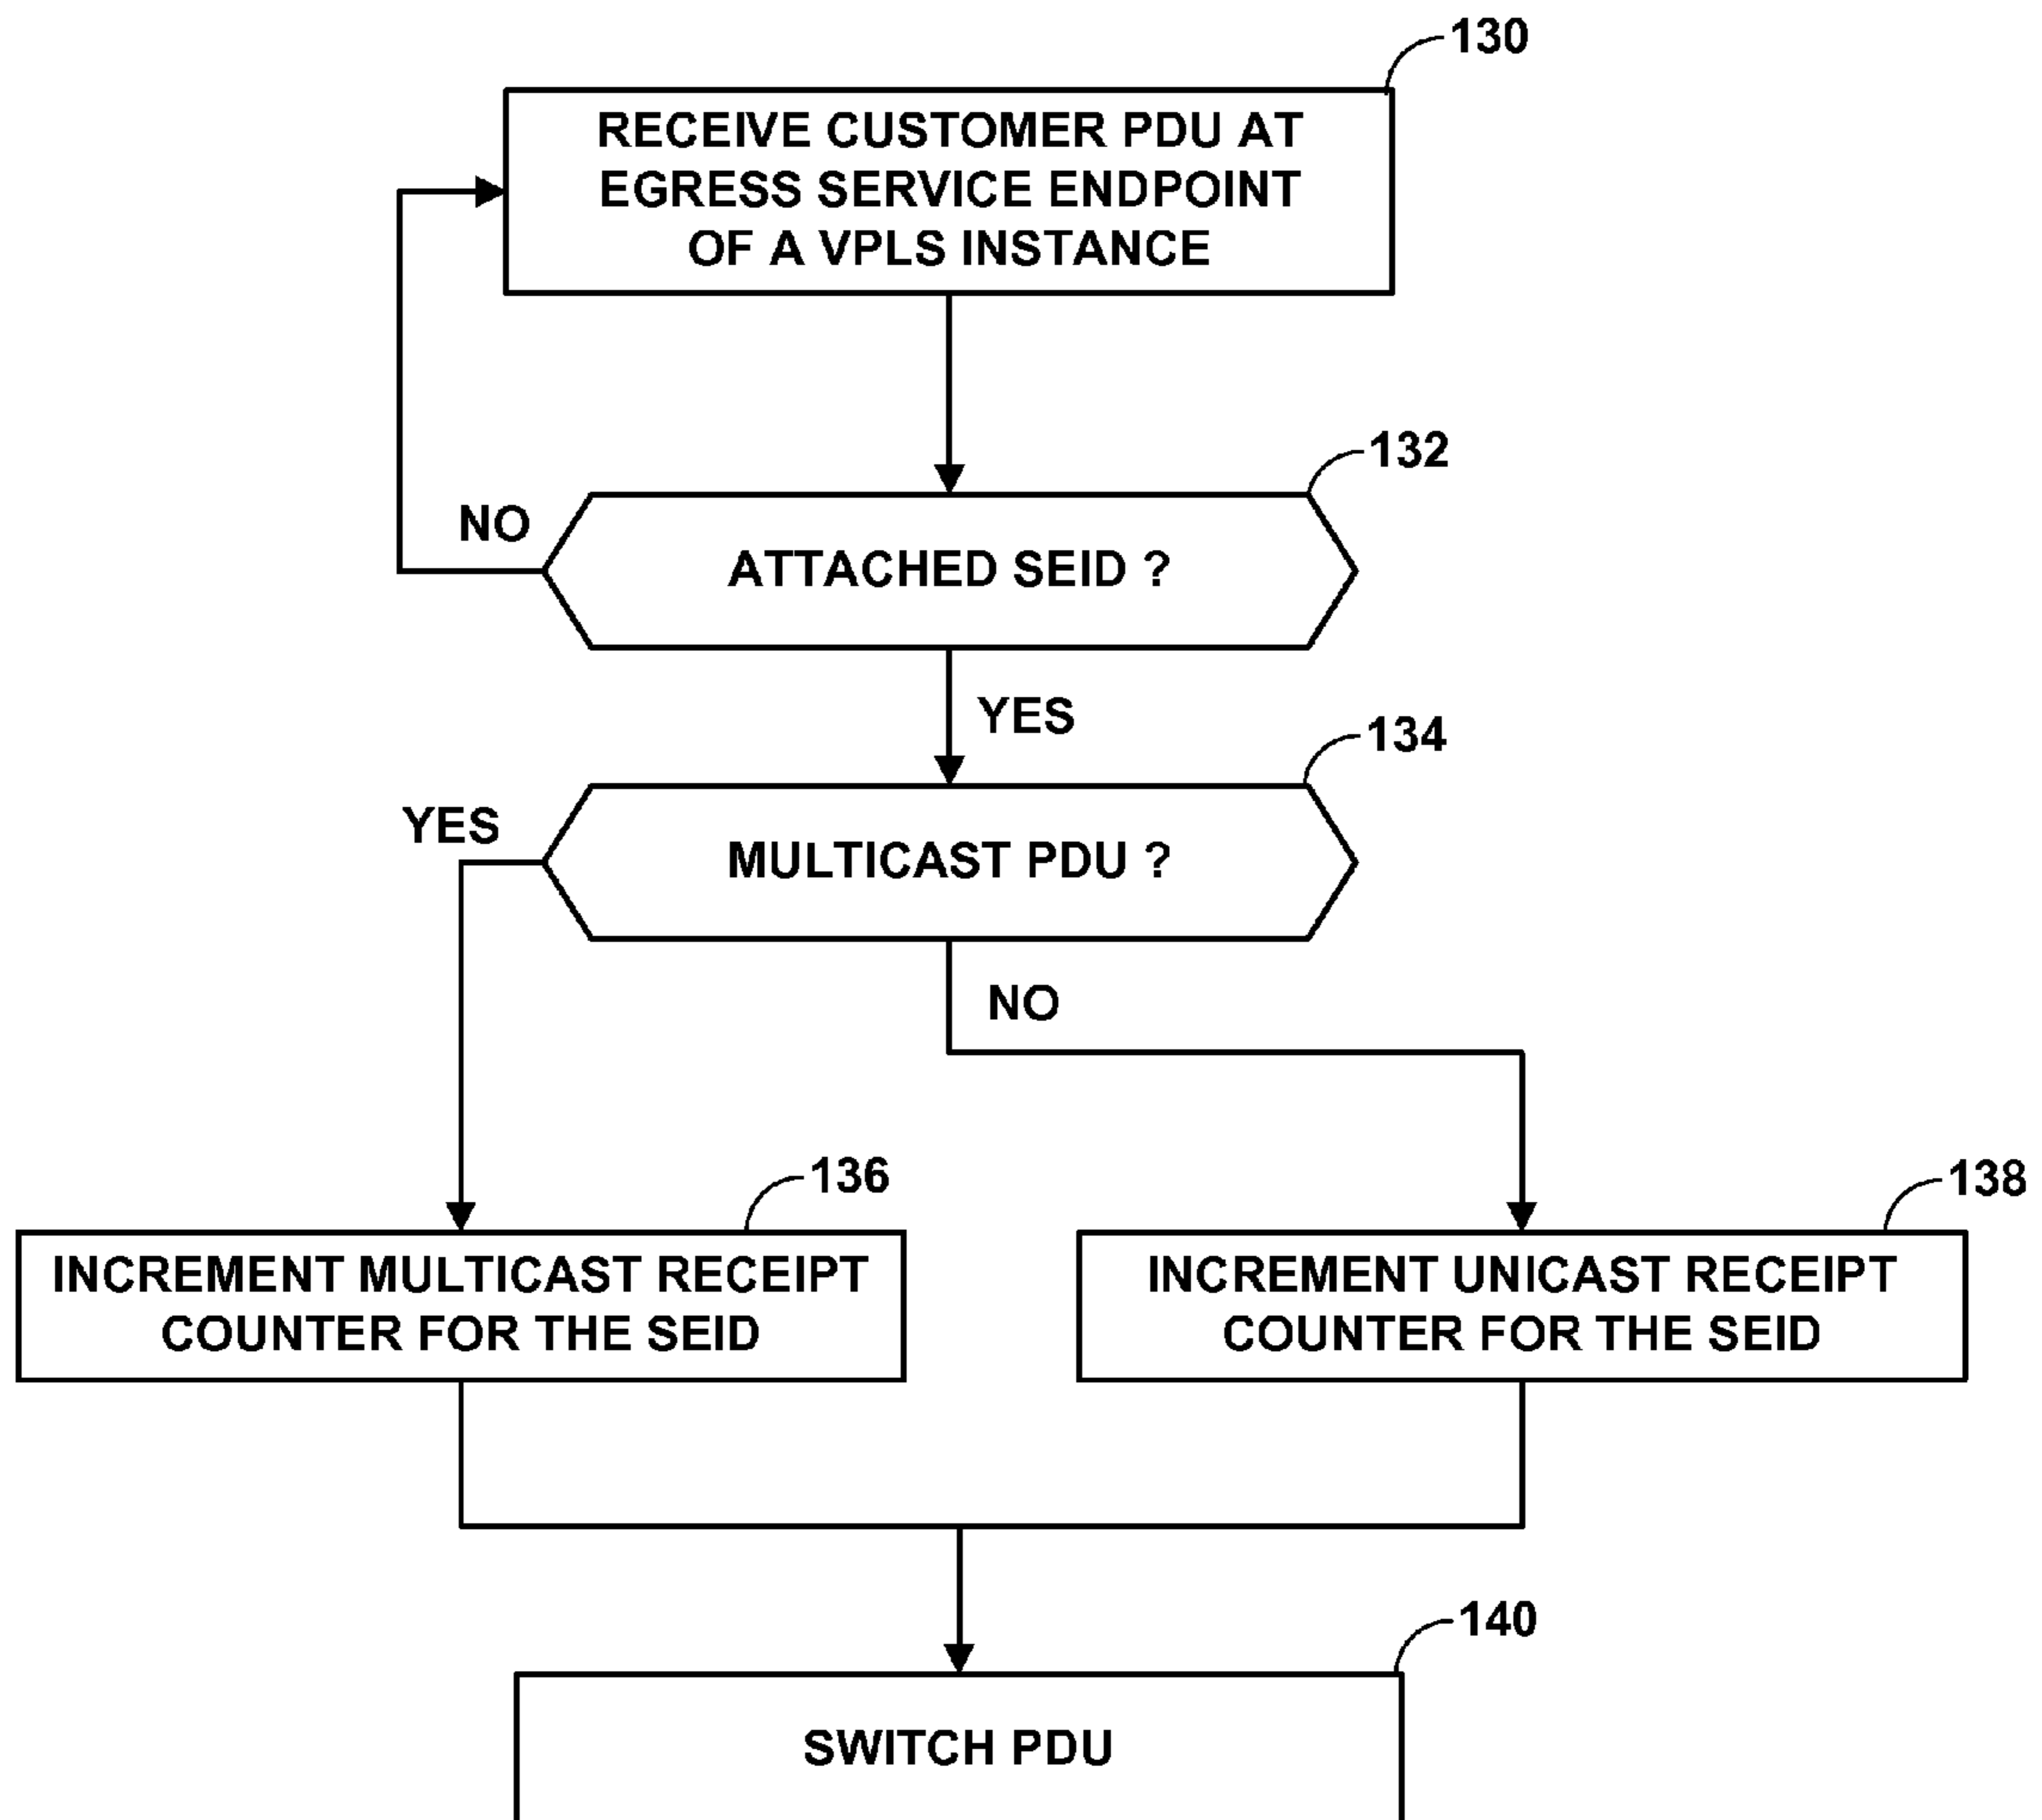 130
RECEIVE CUSTOMER PDU AT
EGRESS SERVICE ENDPOINT
OF A VPLS INSTANCE
132
NO
ATTACHED SEID ?
YES
134
YES
MULTICAST PDU ?
NO
136
138
INCREMENT MULTICAST RECEIPT
COUNTER FOR THE SEID
INCREMENT UNICAST RECEIPT
COUNTER FOR THE SEID
140
SWITCH PDU